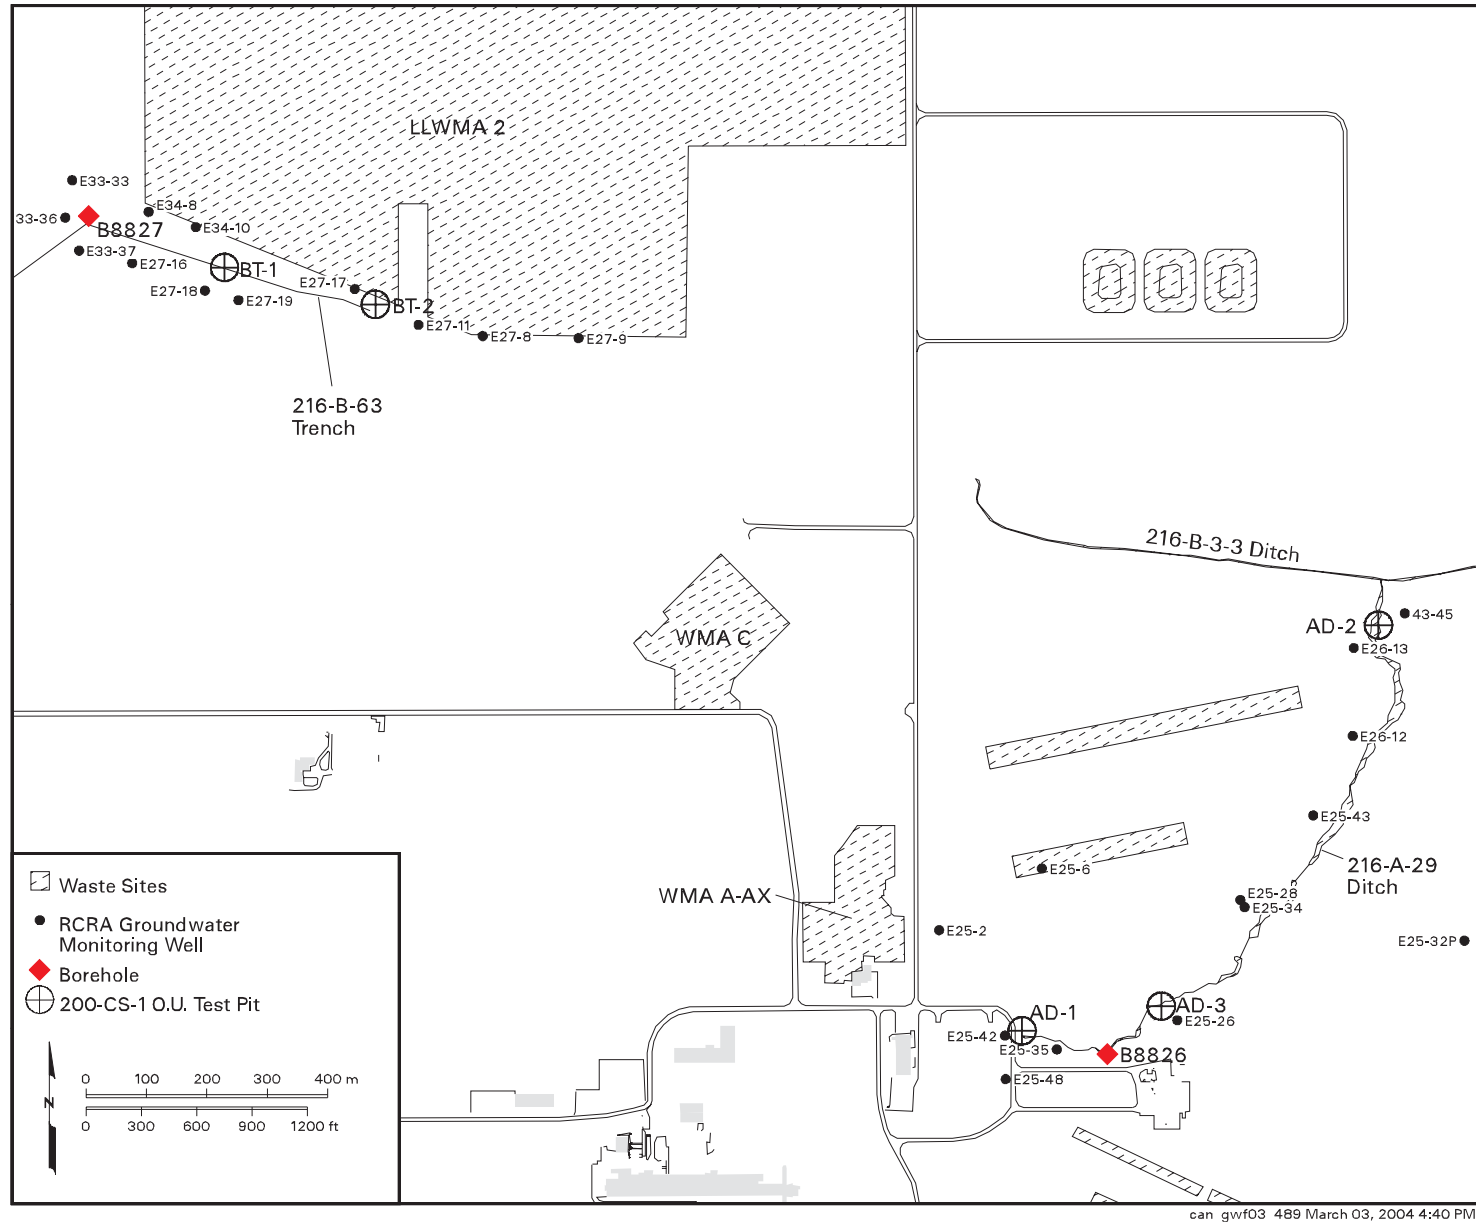 LLWMA 2
E33-33
33-36
B8827
E34-8
E34-10
E33-37
E27-16
BT-1
E27-18
E27-19
E27-17
BT-2
E27-11
E27-8
E27-9
216-B-63
Trench
216-B-3-3 Ditch
WMA C
AD-2
43-45
E26-13
E26-12
E25-43
216-A-29
Ditch
E25-6
WMA A-AX
E25-28
E25-34
E25-2
E25-32P
AD-1
AD-3
E25-26
E25-42
E25-35
B8826
E25-48
Waste Sites
RCRA Groundwater
Monitoring Well
Borehole
200-CS-1 O.U. Test Pit
N
0 100 200 300 400 m
0 300 600 900 1200 ft
can_gwf03_489 March 03, 2004 4:40 PM